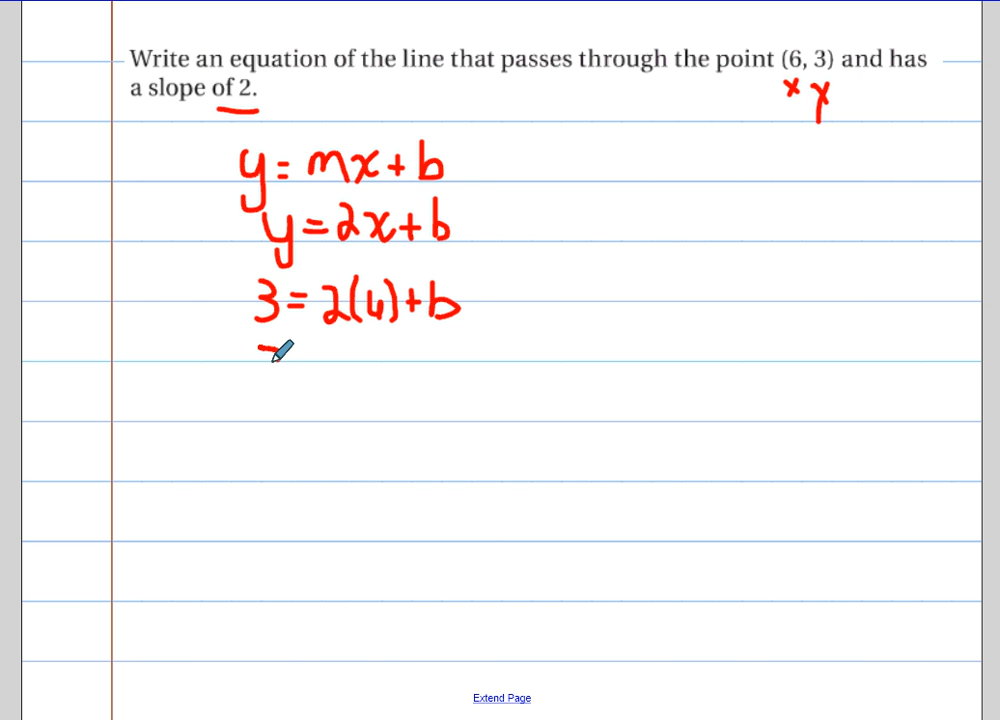 Write an equation of the line that passes through the point (6, 3) and has
a slope of 2.
x y
y = mx + b
y = 2x + b
3 = 2(6) + b
Extend Page